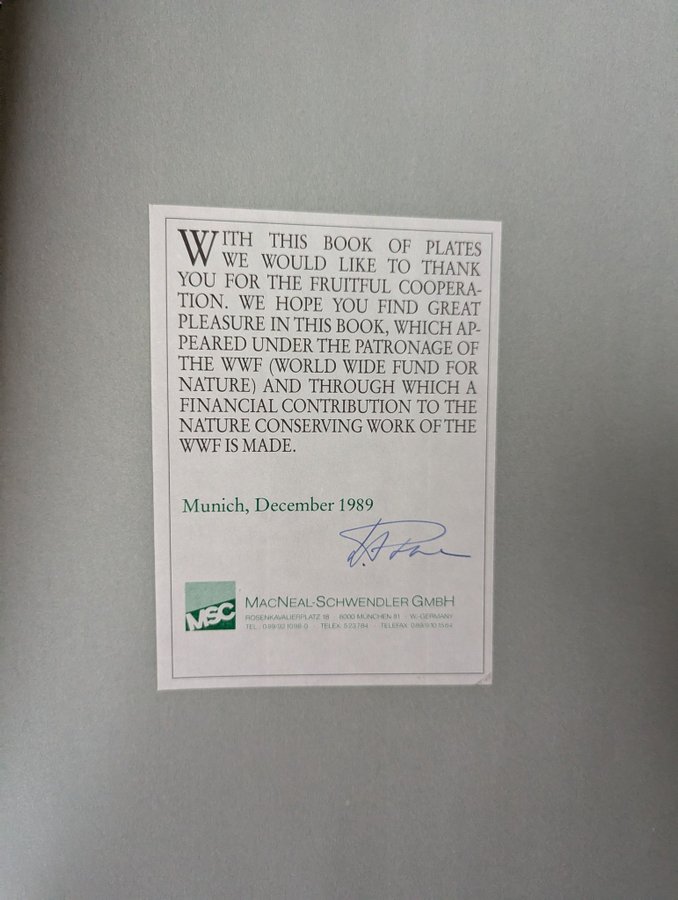 WITH THIS BOOK OF PLATES
WE WOULD LIKE TO THANK
YOU FOR THE FRUITFUL COOPERA-
TION. WE HOPE YOU FIND GREAT
PLEASURE IN THIS BOOK, WHICH AP-
PEARED UNDER THE PATRONAGE OF
THE WWF (WORLD WIDE FUND FOR
NATURE) AND THROUGH WHICH A
FINANCIAL CONTRIBUTION TO THE
NATURE CONSERVING WORK OF THE
WWF IS MADE.
Munich, December 1989
MSC
MACNEAL-SCHWENDLER GMBH
ROSENKAVALIERPLATZ 18 · 8000 MÜNCHEN 81 · W-GERMANY
TELEX 523784 · TELEFAX